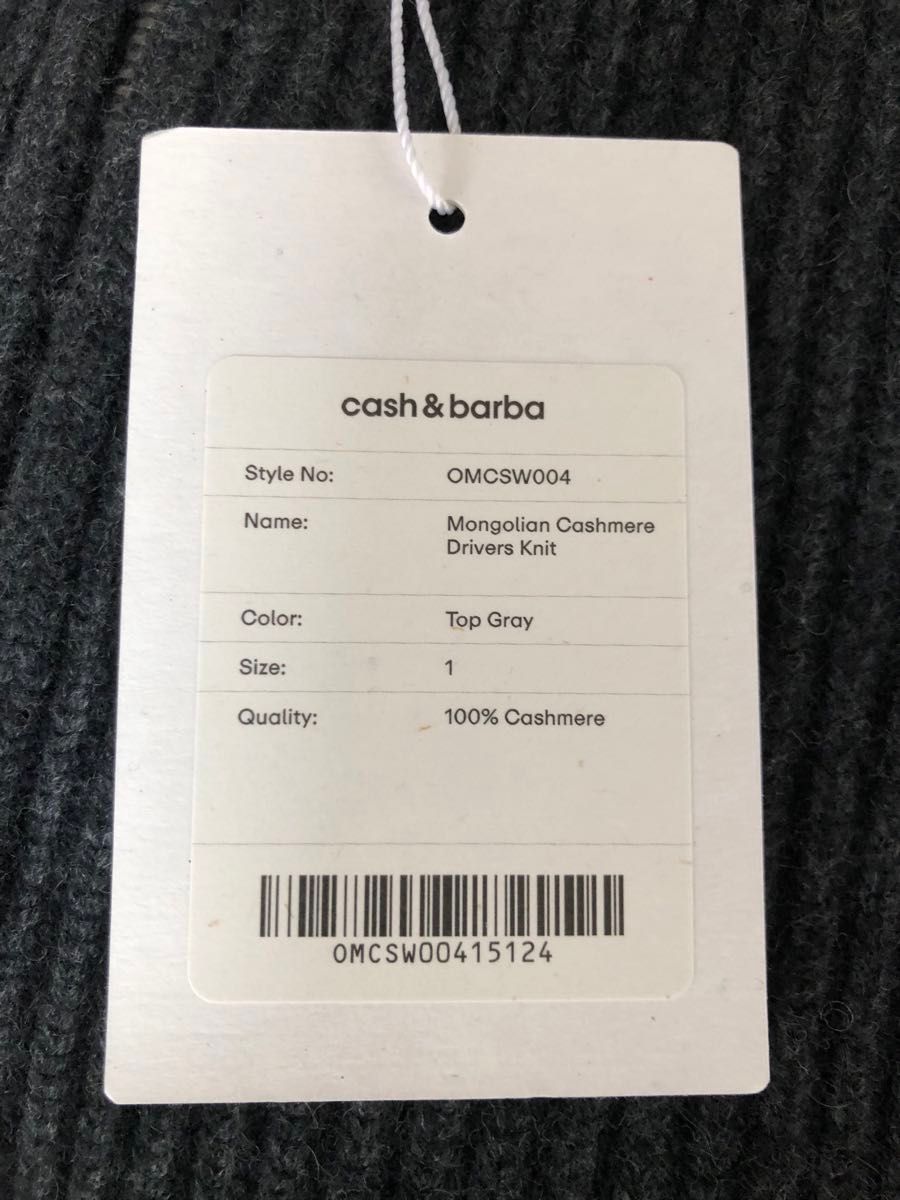 cash & barba
Style No: OMCSW004
Name: Mongolian Cashmere
Drivers Knit
Color: Top Gray
Size: 1
Quality: 100% Cashmere
OMCSW00415124